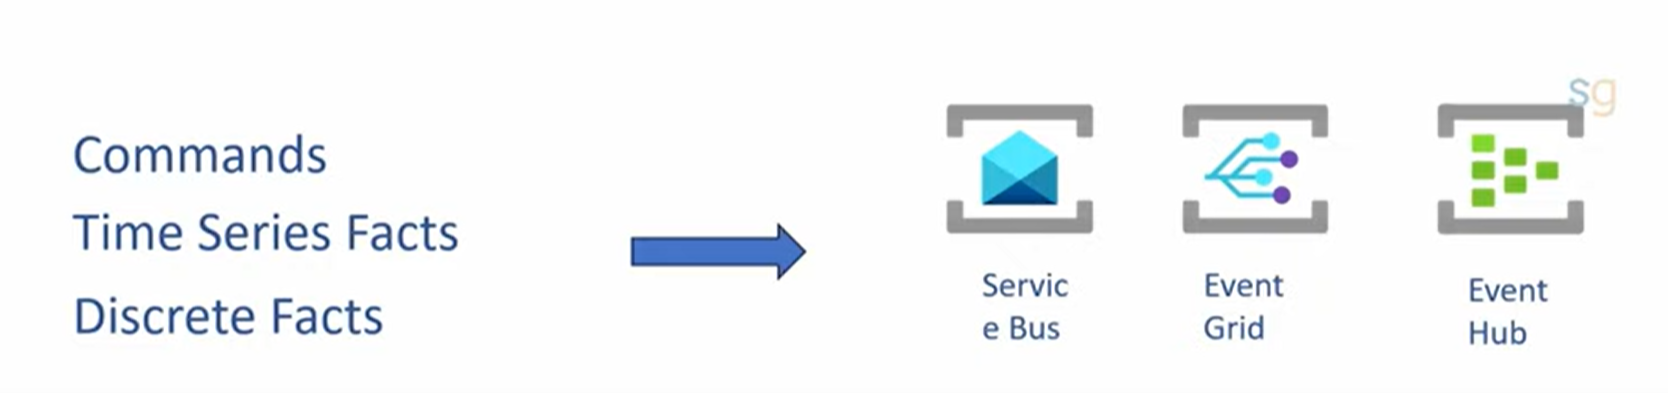 Commands
Time Series Facts
Discrete Facts
sg
Servic
e Bus
Event
Grid
Event
Hub